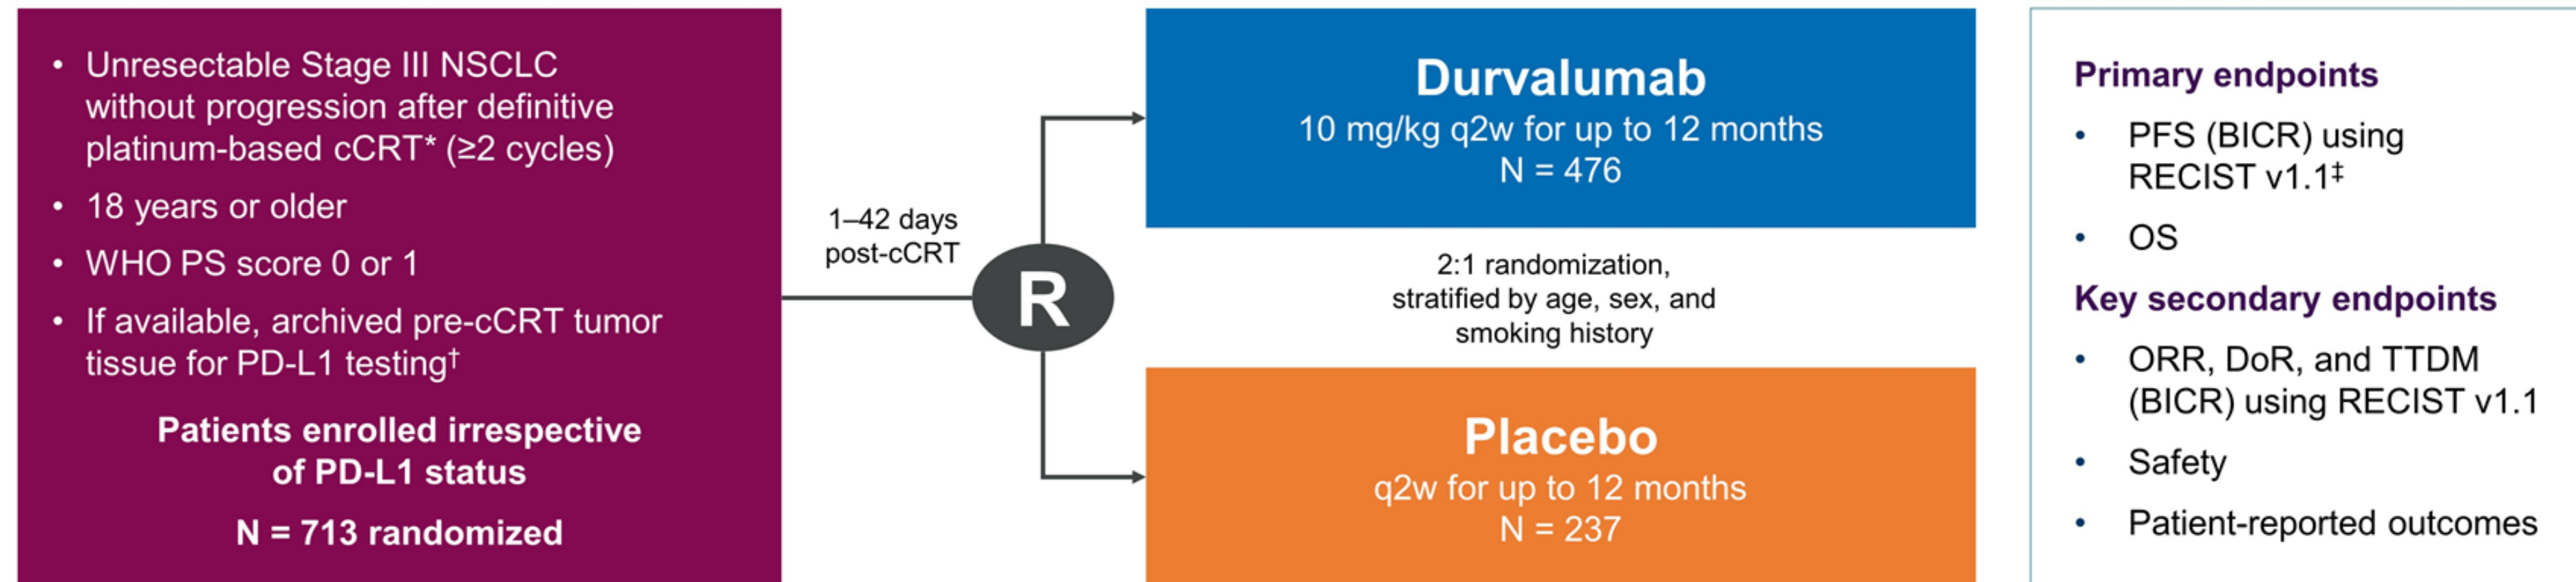 • Unresectable Stage III NSCLC
without progression after definitive
platinum-based cCRT* (≥2 cycles)
• 18 years or older
• WHO PS score 0 or 1
• If available, archived pre-cCRT tumor
tissue for PD-L1 testing†
Patients enrolled irrespective
of PD-L1 status
N = 713 randomized
1–42 days
post-cCRT
R
Durvalumab
10 mg/kg q2w for up to 12 months
N = 476
2:1 randomization,
stratified by age, sex, and
smoking history
Placebo
q2w for up to 12 months
N = 237
Primary endpoints
• PFS (BICR) using
RECIST v1.1‡
• OS
Key secondary endpoints
• ORR, DoR, and TTDM
(BICR) using RECIST v1.1
• Safety
• Patient-reported outcomes